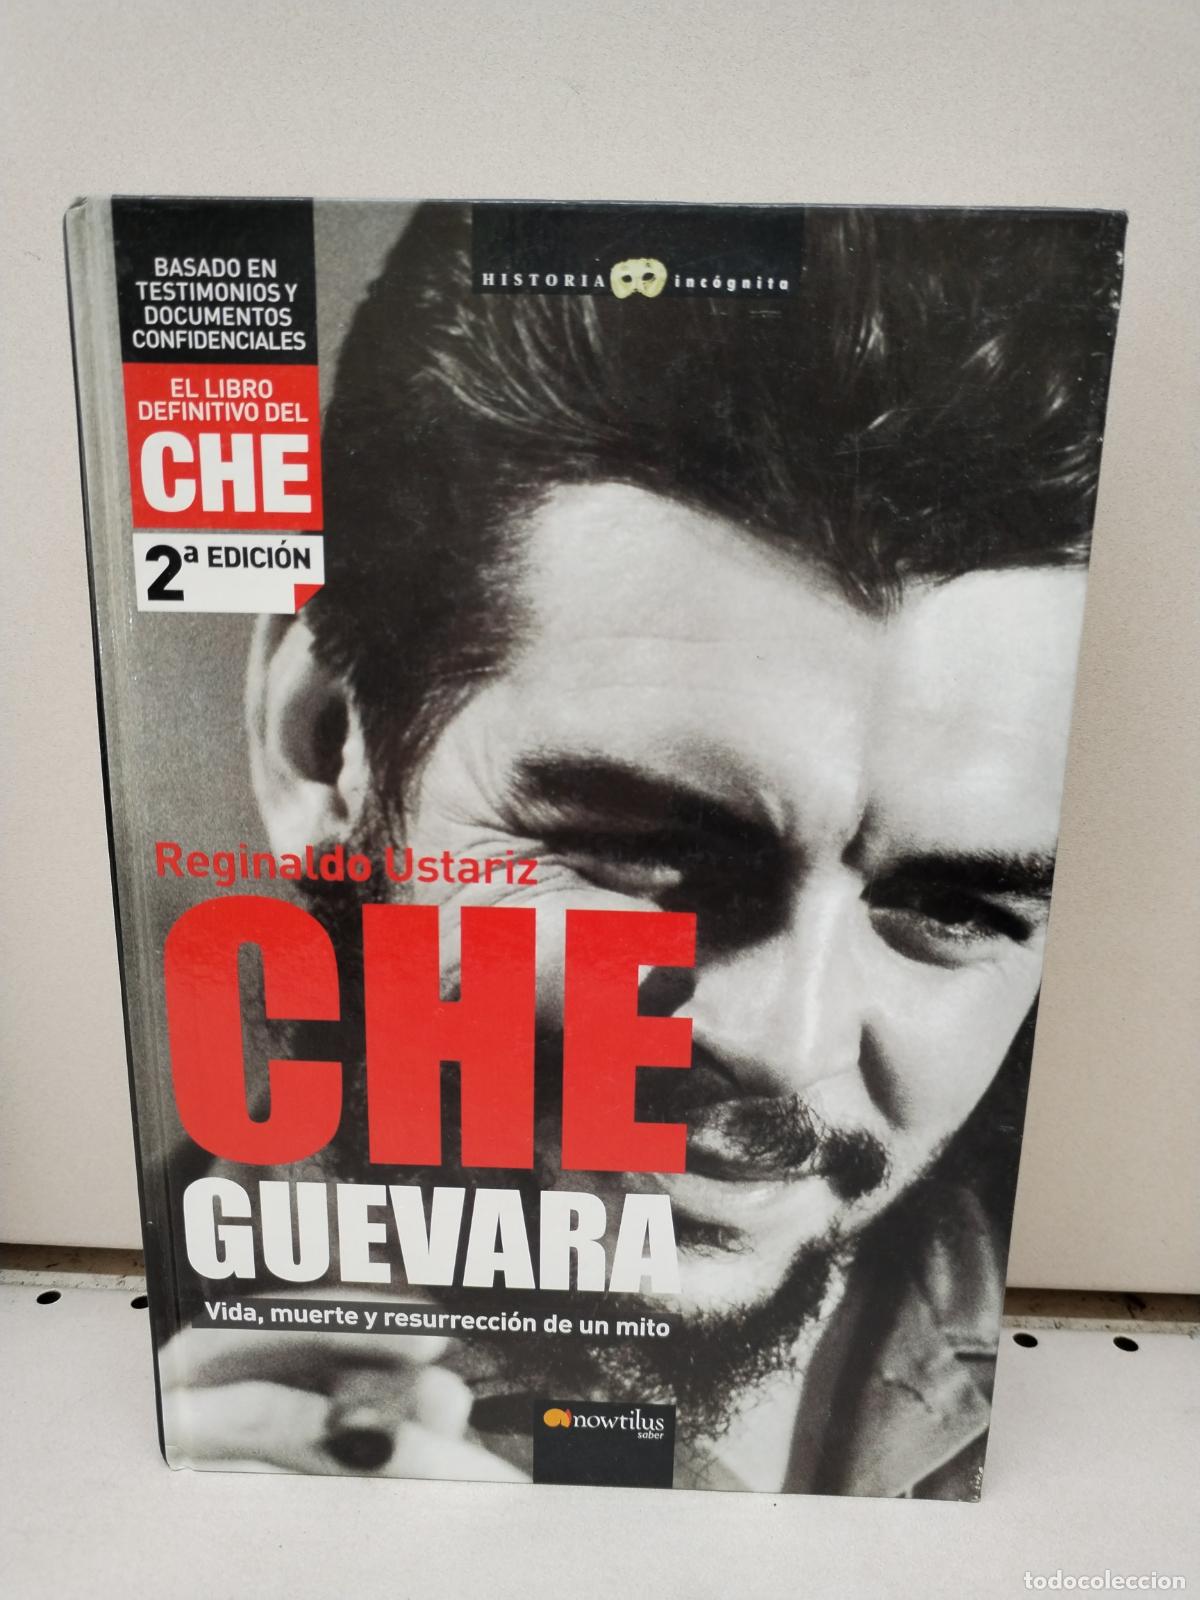 HISTORIA incógnita
BASADO EN
TESTIMONIOS Y
DOCUMENTOS
CONFIDENCIALES
EL LIBRO
DEFINITIVO DEL
CHE
2ª EDICIÓN
Reginaldo Ustariz
CHE
GUEVARA
Vida, muerte y resurrección de un mito
nowtilus
saber
todocoleccion